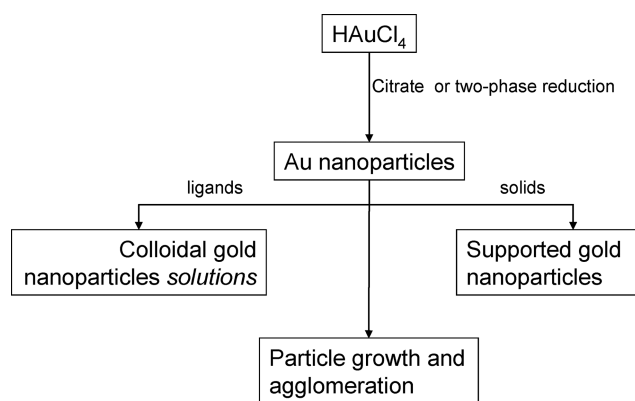 HAuCl₄
Citrate or two-phase reduction
Au nanoparticles
ligands
solids
Colloidal gold
nanoparticles solutions
Supported gold
nanoparticles
Particle growth and
agglomeration